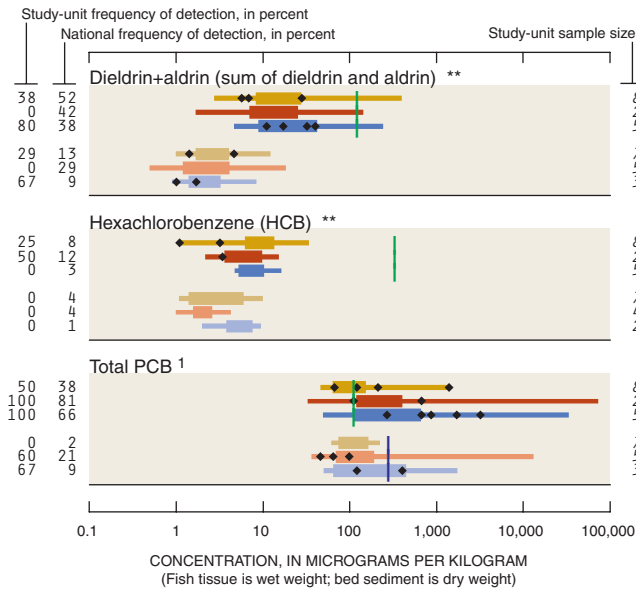 Study-unit frequency of detection, in percent
National frequency of detection, in percent
Study-unit sample size
Dieldrin+aldrin (sum of dieldrin and aldrin) **
38 52
0 42
80 38
29 13
0 29
67 9
Hexachlorobenzene (HCB) **
25 8
50 12
0 3
0 4
0 4
0 1
Total PCB 1
50 38
100 81
100 66
0 2
60 21
67 9
0.1 1 10 100 1,000 10,000 100,000
CONCENTRATION, IN MICROGRAMS PER KILOGRAM
(Fish tissue is wet weight; bed sediment is dry weight)